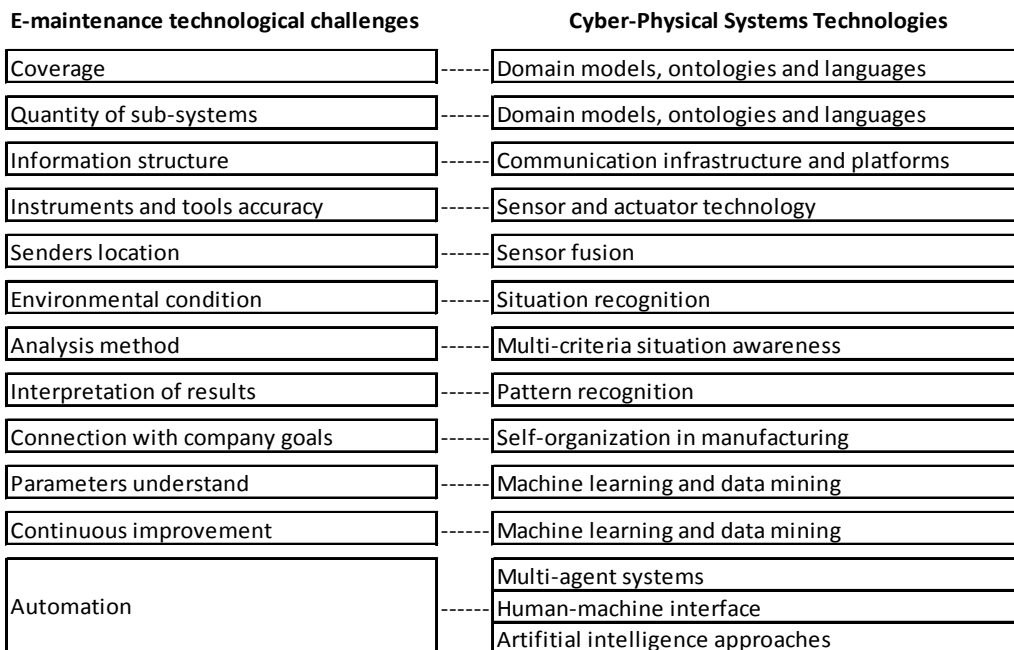 E-maintenance technological challenges Cyber-Physical Systems Technologies
Coverage ------ Domain models, ontologies and languages
Quantity of sub-systems ------ Domain models, ontologies and languages
Information structure ------ Communication infrastructure and platforms
Instruments and tools accuracy ------ Sensor and actuator technology
Senders location ------ Sensor fusion
Environmental condition ------ Situation recognition
Analysis method ------ Multi-criteria situation awareness
Interpretation of results ------ Pattern recognition
Connection with company goals ------ Self-organization in manufacturing
Parameters understand ------ Machine learning and data mining
Continuous improvement ------ Machine learning and data mining
Multi-agent systems
Automation ------ Human-machine interface
Artifitial intelligence approaches